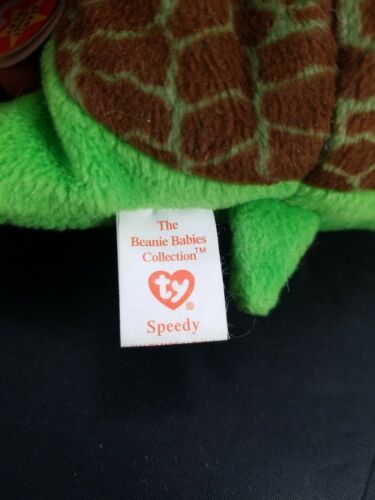 The
Beanie Babies
Collection™
ty®
Speedy